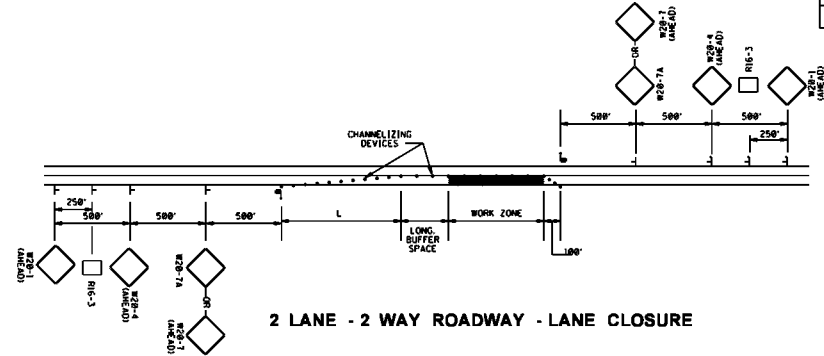 W20-7
(AHEAD)
OR
W20-7A
W20-4
(AHEAD)
R16-3
W20-1
(AHEAD)
500'
500'
500'
250'
CHANNELIZING
DEVICES
250'
500'
500'
500'
L
LONG.
BUFFER
SPACE
WORK ZONE
100'
W20-1
(AHEAD)
R16-3
W20-4
(AHEAD)
W20-7A
OR
W20-7
(AHEAD)
2 LANE - 2 WAY ROADWAY - LANE CLOSURE